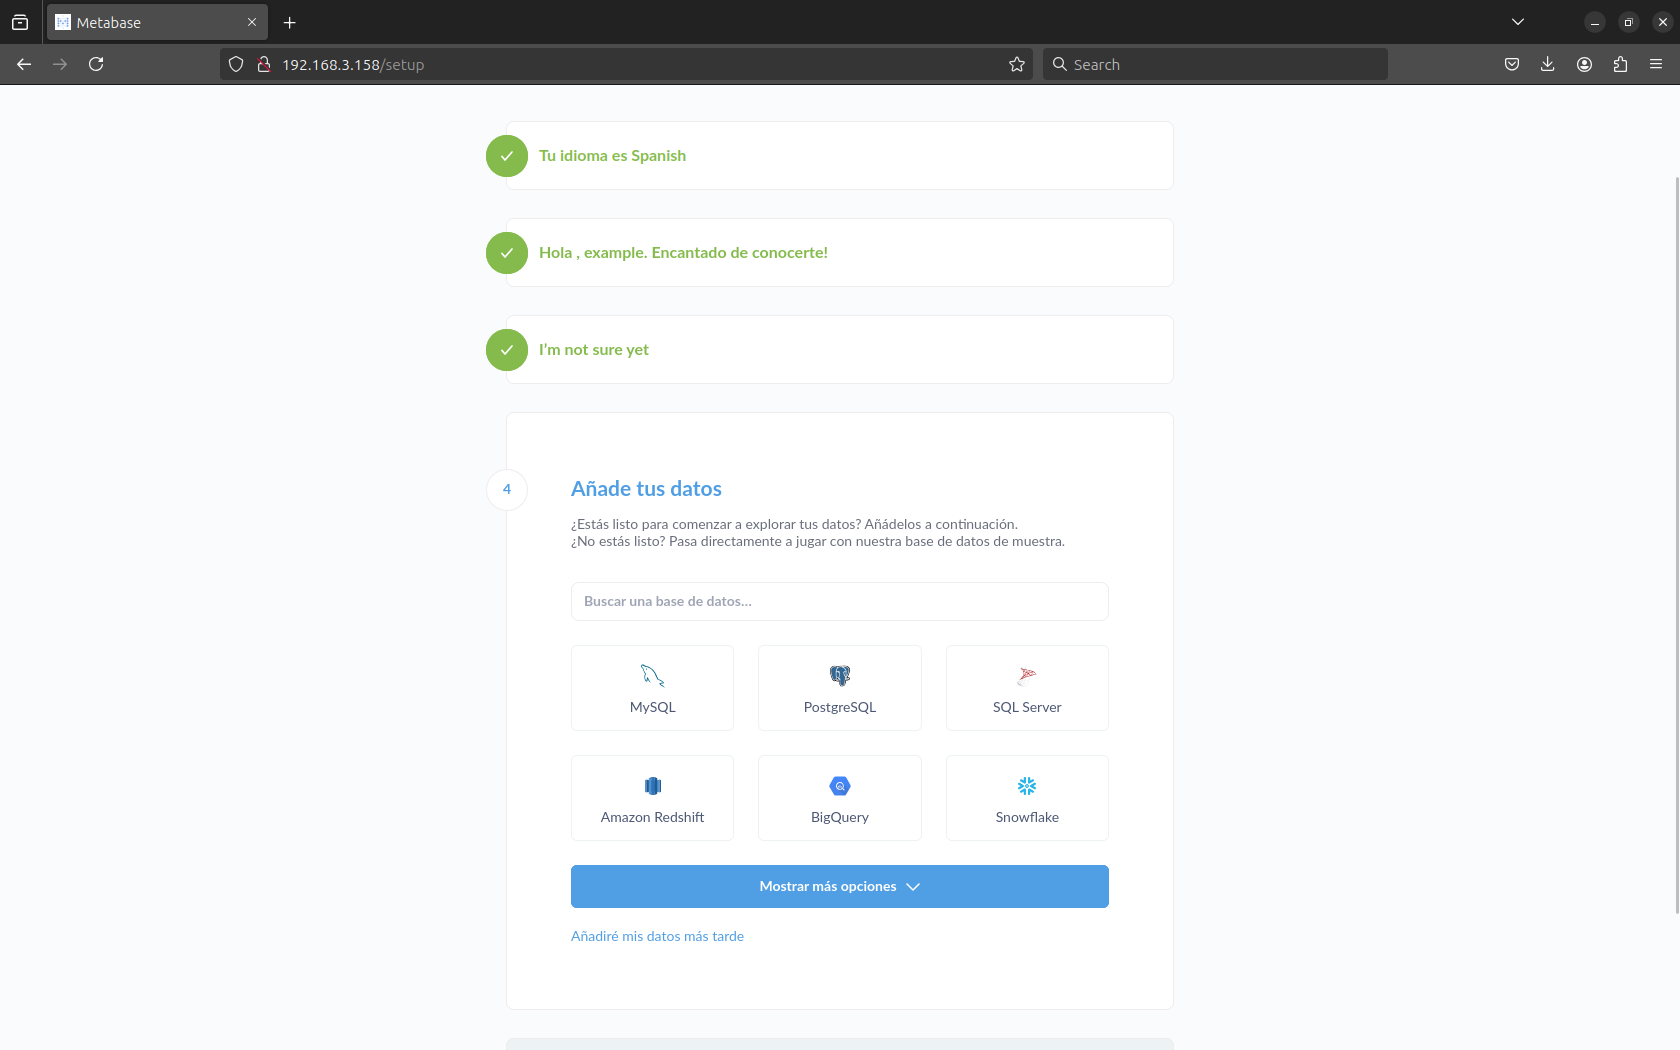 Metabase
192.168.3.158/setup
Search
Tu idioma es Spanish
Hola , example. Encantado de conocerte!
I'm not sure yet
4
Añade tus datos
¿Estás listo para comenzar a explorar tus datos? Añádelos a continuación.
¿No estás listo? Pasa directamente a jugar con nuestra base de datos de muestra.
Buscar una base de datos...
MySQL
PostgreSQL
SQL Server
Amazon Redshift
BigQuery
Snowflake
Mostrar más opciones
Añadiré mis datos más tarde